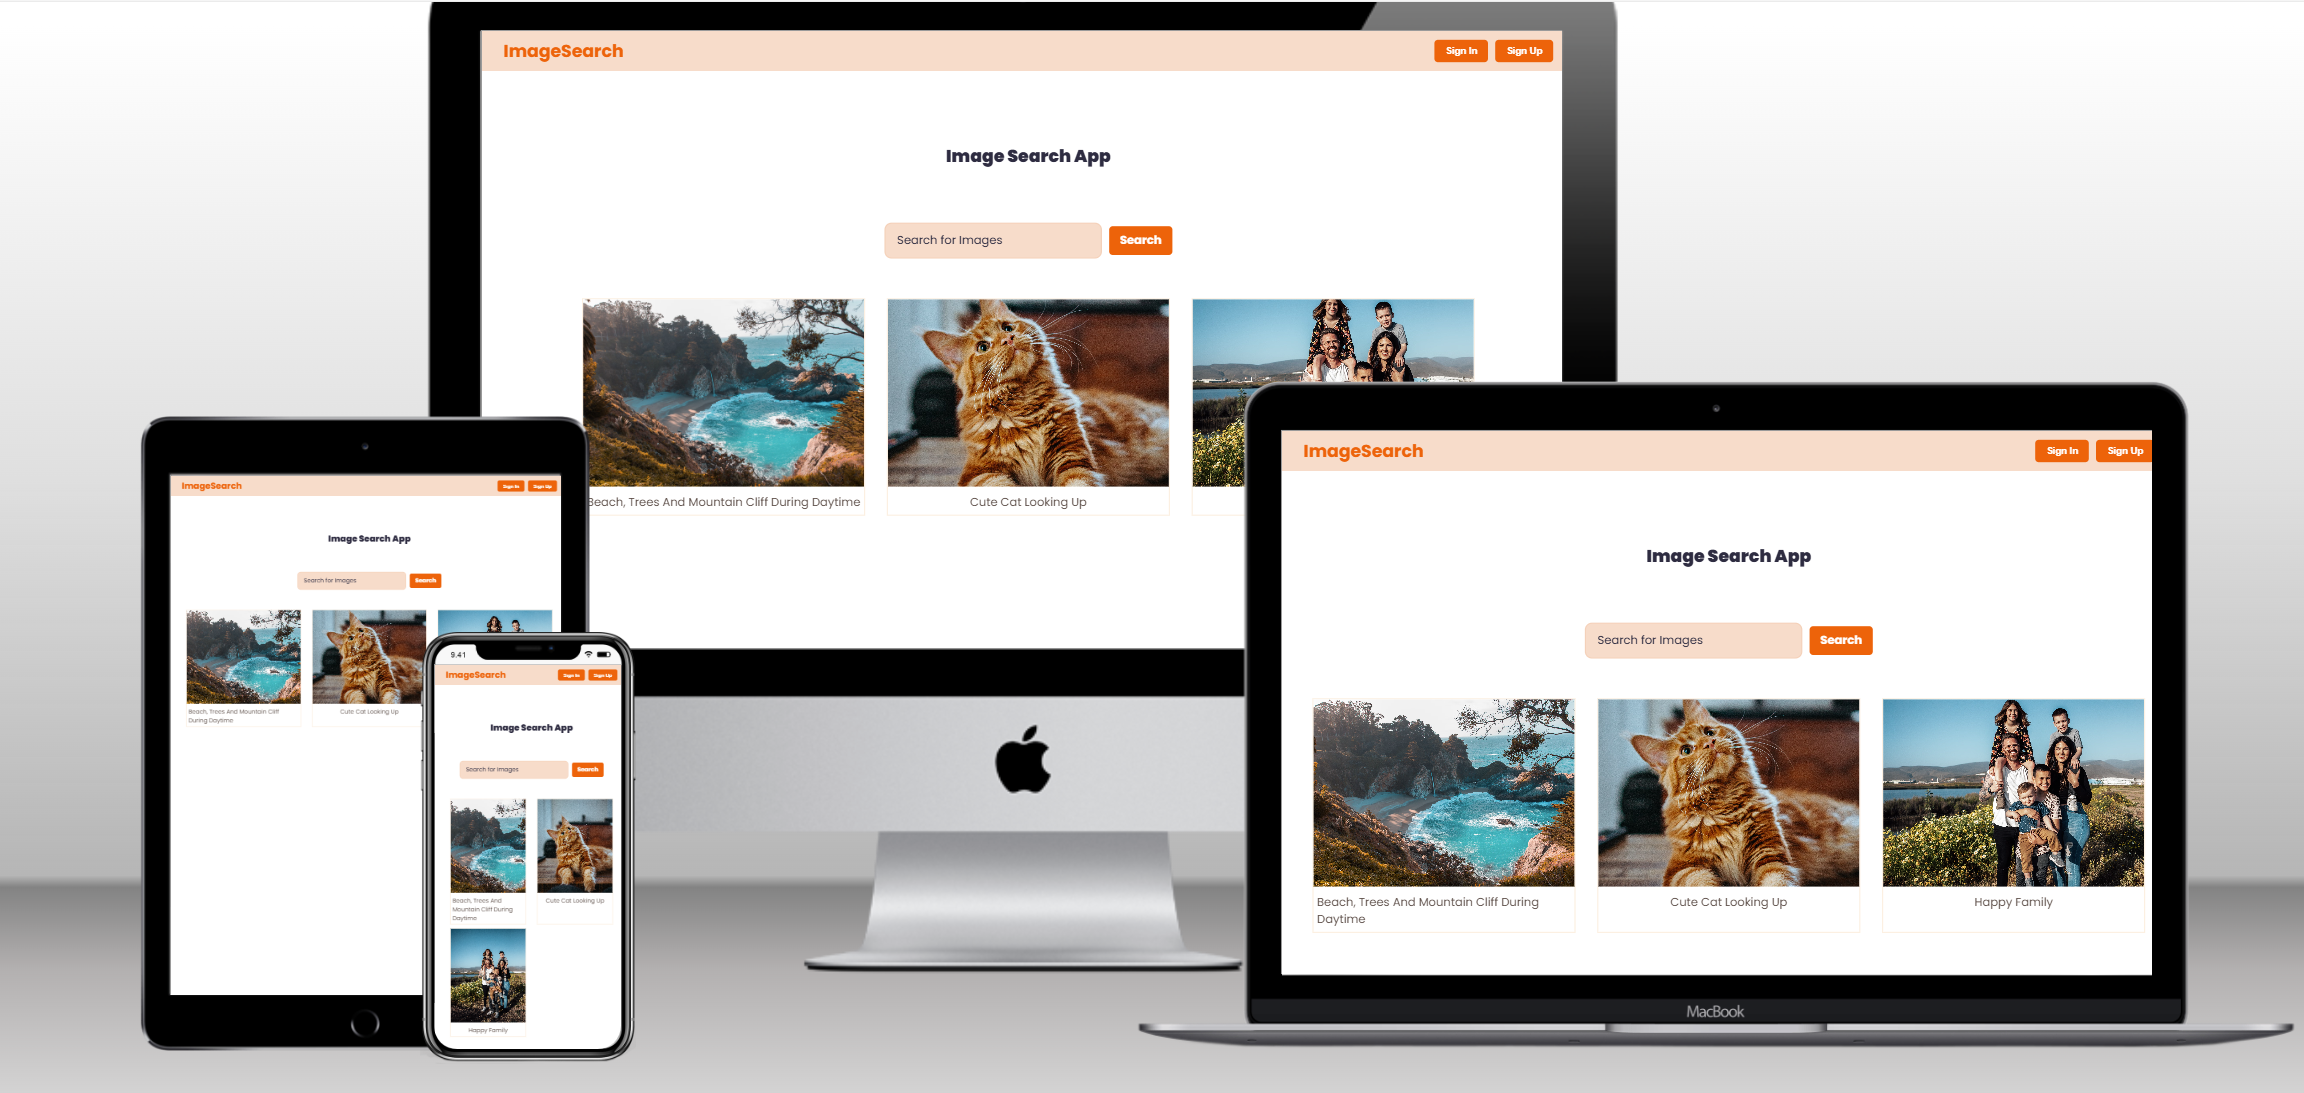 ImageSearch
Sign In
Sign Up
Image Search App
Search for Images
Search
Beach, Trees And Mountain Cliff During Daytime
Cute Cat Looking Up
ImageSearch
Sign In
Sign Up
Image Search App
Search for Images
Search
Beach, Trees And Mountain Cliff
During Daytime
Cute Cat Looking Up
9.41
ImageSearch
Sign In
Sign Up
Image Search App
Search for Images
Search
Beach, Trees And
Mountain Cliff During
Daytime
Cute Cat Looking Up
Happy Family
ImageSearch
Sign In
Sign Up
Image Search App
Search for Images
Search
Beach, Trees And Mountain Cliff During
Daytime
Cute Cat Looking Up
Happy Family
MacBook